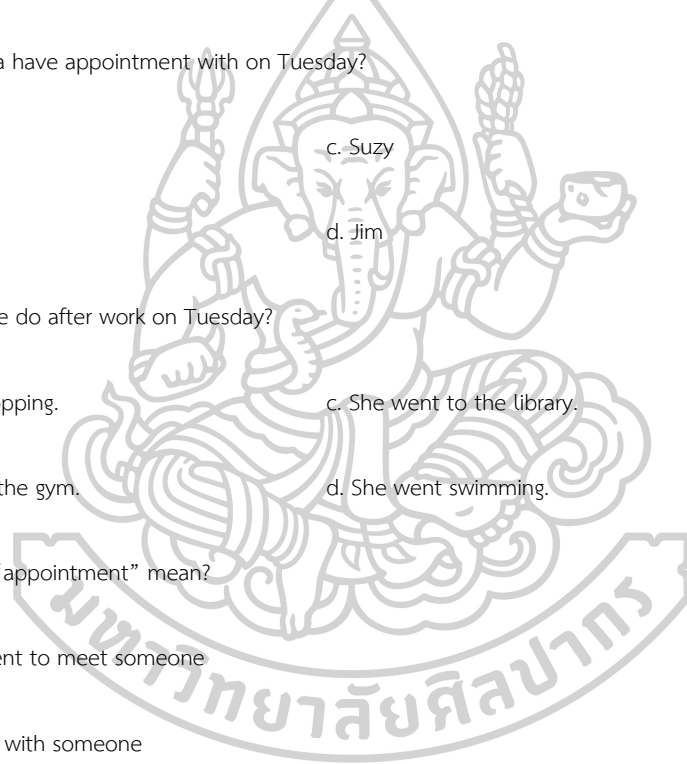 a have appointment with on Tuesday?
c. Suzy
d. Jim
e do after work on Tuesday?
pping. c. She went to the library.
the gym. d. She went swimming.
“appointment” mean?
ent to meet someone
with someone
มหาวิทยาลัยศิลปากร